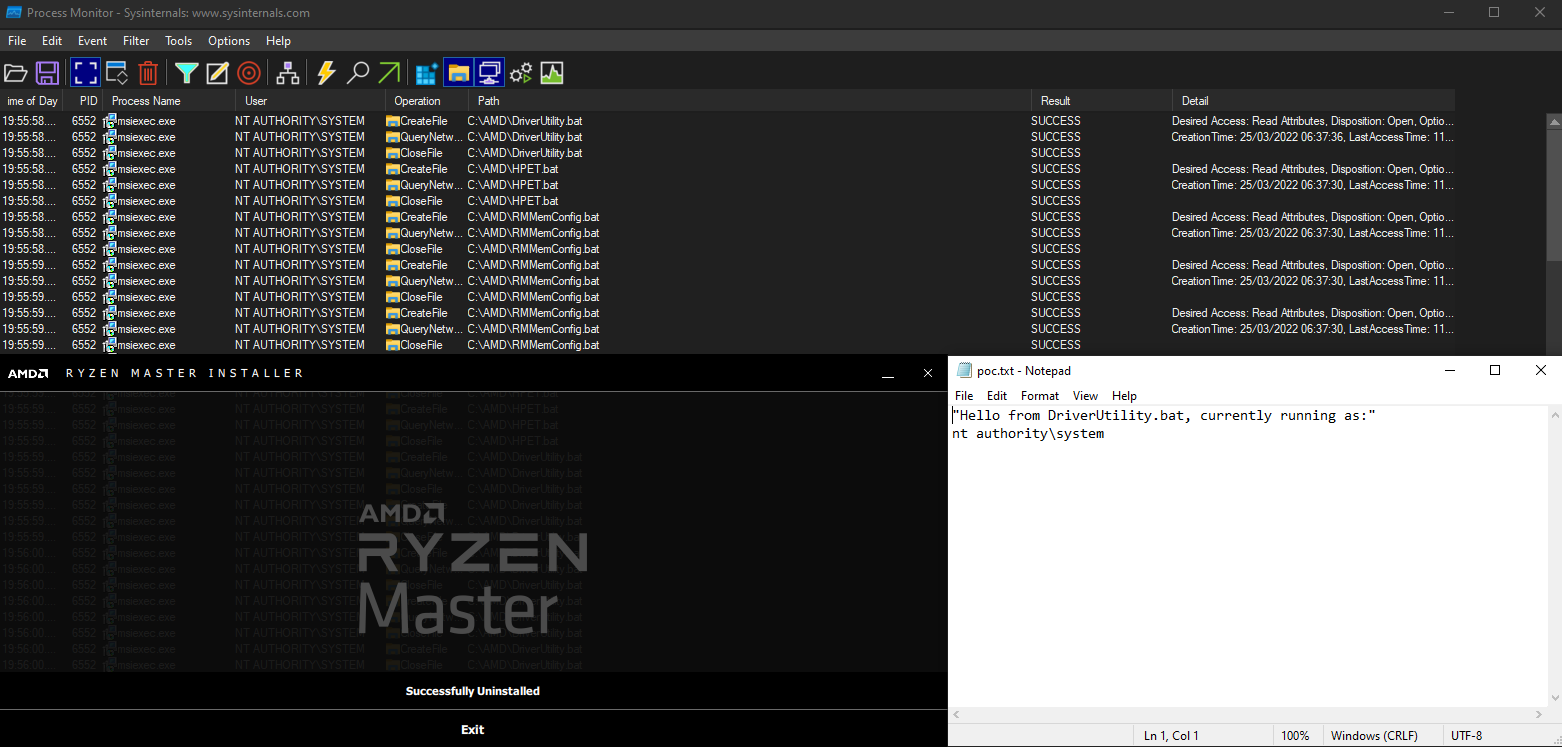 Process Monitor - Sysinternals: www.sysinternals.com
File Edit Event Filter Tools Options Help
ime of Day PID Process Name User Operation Path Result Detail
19:55:58.... 6552 msiexec.exe NT AUTHORITY\SYSTEM CreateFile C:\AMD\DriverUtility.bat SUCCESS Desired Access: Read Attributes, Disposition: Open, Optio...
19:55:58.... 6552 msiexec.exe NT AUTHORITY\SYSTEM QueryNetw... C:\AMD\DriverUtility.bat SUCCESS CreationTime: 25/03/2022 06:37:36, LastAccessTime: 11...
19:55:58.... 6552 msiexec.exe NT AUTHORITY\SYSTEM CloseFile C:\AMD\DriverUtility.bat SUCCESS
19:55:58.... 6552 msiexec.exe NT AUTHORITY\SYSTEM CreateFile C:\AMD\HPET.bat SUCCESS Desired Access: Read Attributes, Disposition: Open, Optio...
19:55:58.... 6552 msiexec.exe NT AUTHORITY\SYSTEM QueryNetw... C:\AMD\HPET.bat SUCCESS CreationTime: 25/03/2022 06:37:30, LastAccessTime: 11...
19:55:58.... 6552 msiexec.exe NT AUTHORITY\SYSTEM CloseFile C:\AMD\HPET.bat SUCCESS
19:55:58.... 6552 msiexec.exe NT AUTHORITY\SYSTEM CreateFile C:\AMD\RMMemConfig.bat SUCCESS Desired Access: Read Attributes, Disposition: Open, Optio...
19:55:58.... 6552 msiexec.exe NT AUTHORITY\SYSTEM QueryNetw... C:\AMD\RMMemConfig.bat SUCCESS CreationTime: 25/03/2022 06:37:30, LastAccessTime: 11...
19:55:58.... 6552 msiexec.exe NT AUTHORITY\SYSTEM CloseFile C:\AMD\RMMemConfig.bat SUCCESS
19:55:59.... 6552 msiexec.exe NT AUTHORITY\SYSTEM CreateFile C:\AMD\RMMemConfig.bat SUCCESS Desired Access: Read Attributes, Disposition: Open, Optio...
19:55:59.... 6552 msiexec.exe NT AUTHORITY\SYSTEM QueryNetw... C:\AMD\RMMemConfig.bat SUCCESS CreationTime: 25/03/2022 06:37:30, LastAccessTime: 11...
19:55:59.... 6552 msiexec.exe NT AUTHORITY\SYSTEM CloseFile C:\AMD\RMMemConfig.bat SUCCESS
19:55:59.... 6552 msiexec.exe NT AUTHORITY\SYSTEM CreateFile C:\AMD\RMMemConfig.bat SUCCESS Desired Access: Read Attributes, Disposition: Open, Optio...
19:55:59.... 6552 msiexec.exe NT AUTHORITY\SYSTEM QueryNetw... C:\AMD\RMMemConfig.bat SUCCESS CreationTime: 25/03/2022 06:37:30, LastAccessTime: 11...
19:55:59.... 6552 msiexec.exe NT AUTHORITY\SYSTEM CloseFile C:\AMD\RMMemConfig.bat SUCCESS
AMD RYZEN MASTER INSTALLER
AMD
RYZEN
Master
Successfully Uninstalled
Exit
poc.txt - Notepad
File Edit Format View Help
"Hello from DriverUtility.bat, currently running as:"
nt authority\system
Ln 1, Col 1 100% Windows (CRLF) UTF-8